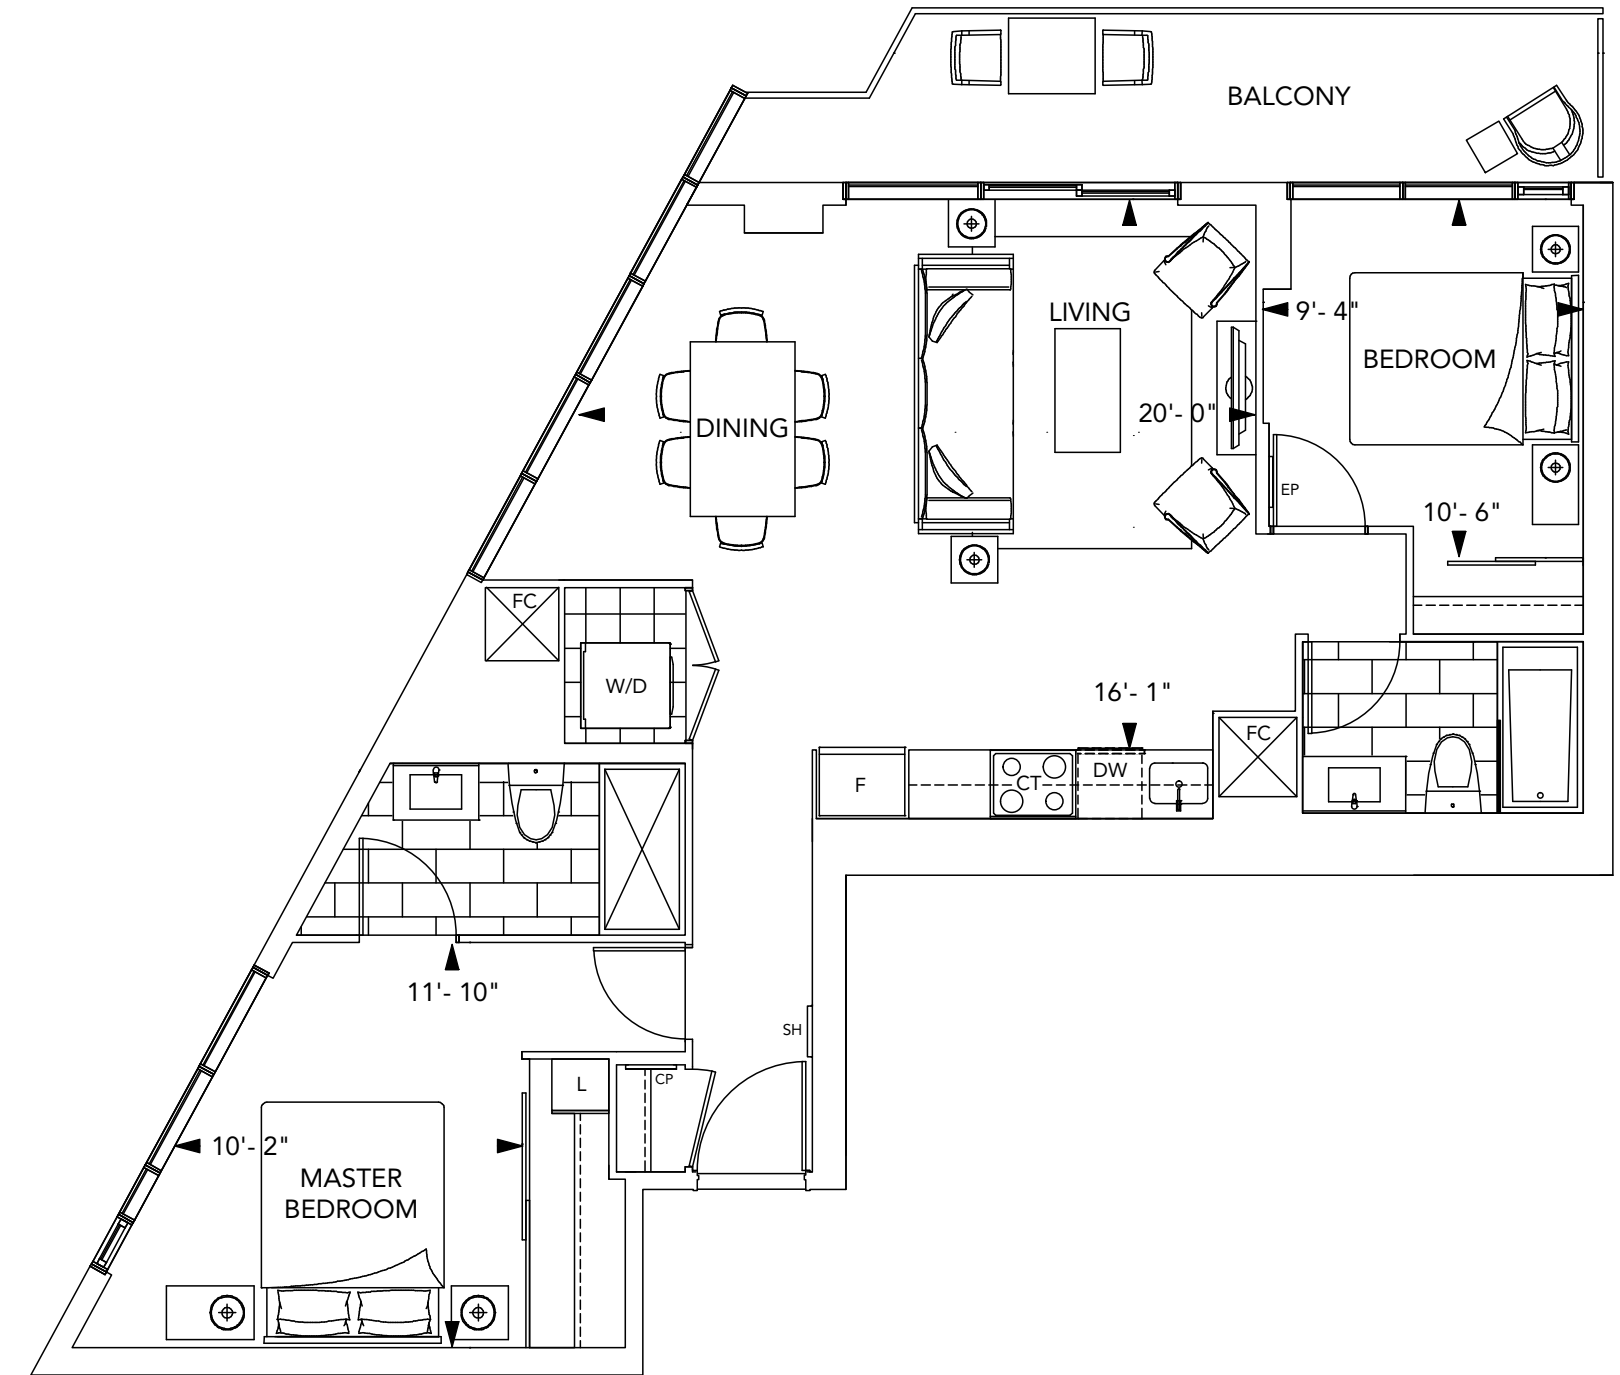 BALCONY
LIVING
9'- 4"
BEDROOM
20'- 0"
DINING
EP
10'- 6"
FC
W/D
16'- 1"
FC
F
CT
DW
11'- 10"
SH
CP
L
10'- 2"
MASTER
BEDROOM